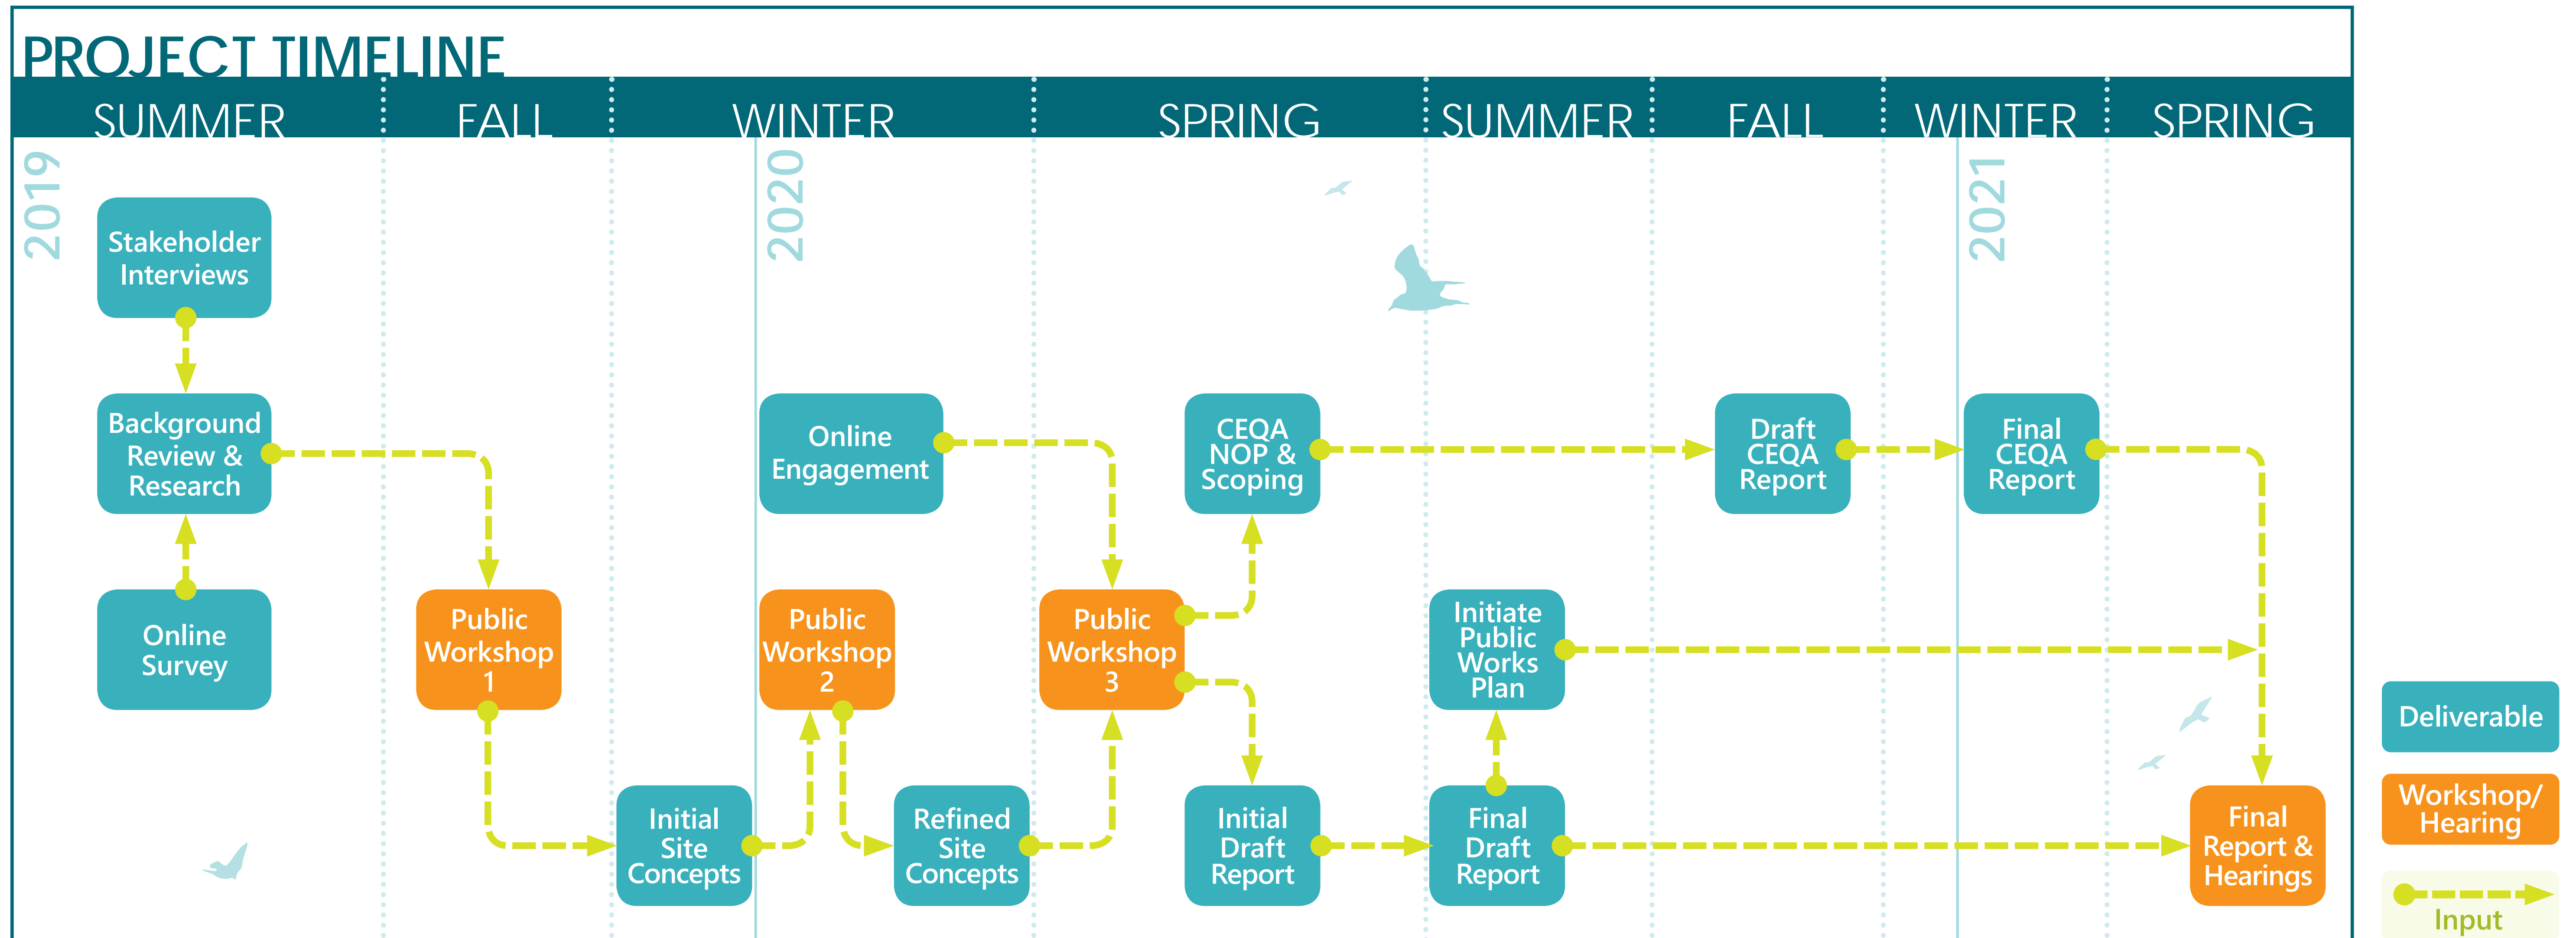 PROJECT TIMELINE
SUMMER
FALL
WINTER
SPRING
SUMMER
FALL
WINTER
SPRING
2019
2020
2021
Stakeholder
Interviews
Background
Review &
Research
Online
Survey
Public
Workshop
1
Initial
Site
Concepts
Online
Engagement
Public
Workshop
2
Refined
Site
Concepts
Public
Workshop
3
CEQA
NOP &
Scoping
Initial
Draft
Report
Initiate
Public
Works
Plan
Final
Draft
Report
Draft
CEQA
Report
Final
CEQA
Report
Final
Report &
Hearings
Deliverable
Workshop/
Hearing
Input